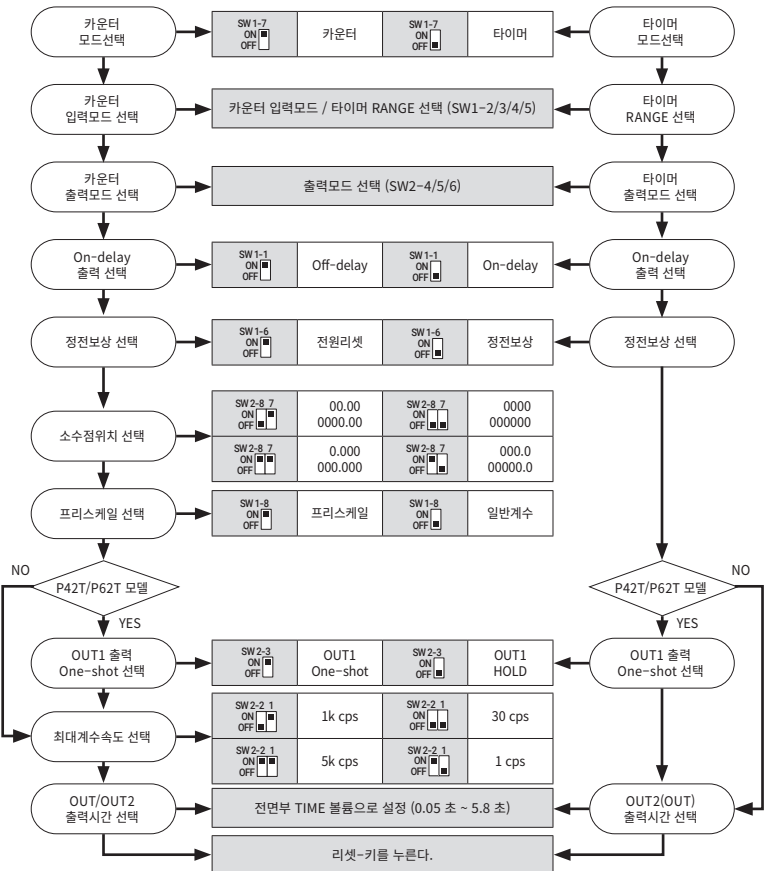 카운터
모드선택
SW 1-7
ON
OFF
카운터
SW 1-7
ON
OFF
타이머
타이머
모드선택
카운터
입력모드 선택
카운터 입력모드 / 타이머 RANGE 선택 (SW1-2/3/4/5)
타이머
RANGE 선택
카운터
출력모드 선택
출력모드 선택 (SW2-4/5/6)
타이머
출력모드 선택
On-delay
출력 선택
SW 1-1
ON
OFF
Off-delay
SW 1-1
ON
OFF
On-delay
On-delay
출력 선택
정전보상 선택
SW 1-6
ON
OFF
전원리셋
SW 1-6
ON
OFF
정전보상
정전보상 선택
소수점위치 선택
SW 2-8 7
ON
OFF
00.00
0000.00
SW 2-8 7
ON
OFF
0000
000000
SW 2-8 7
ON
OFF
0.000
000.000
SW 2-8 7
ON
OFF
000.0
00000.0
프리스케일 선택
SW 1-8
ON
OFF
프리스케일
SW 1-8
ON
OFF
일반계수
NO
P42T/P62T 모델
YES
P42T/P62T 모델
NO
YES
OUT1 출력
One-shot 선택
SW 2-3
ON
OFF
OUT1
One-shot
SW 2-3
ON
OFF
OUT1
HOLD
OUT1 출력
One-shot 선택
최대계수속도 선택
SW 2-2 1
ON
OFF
1k cps
SW 2-2 1
ON
OFF
30 cps
SW 2-2 1
ON
OFF
5k cps
SW 2-2 1
ON
OFF
1 cps
OUT/OUT2
출력시간 선택
전면부 TIME 볼륨으로 설정 (0.05 초 ~ 5.8 초)
OUT2(OUT)
출력시간 선택
리셋-키를 누른다.